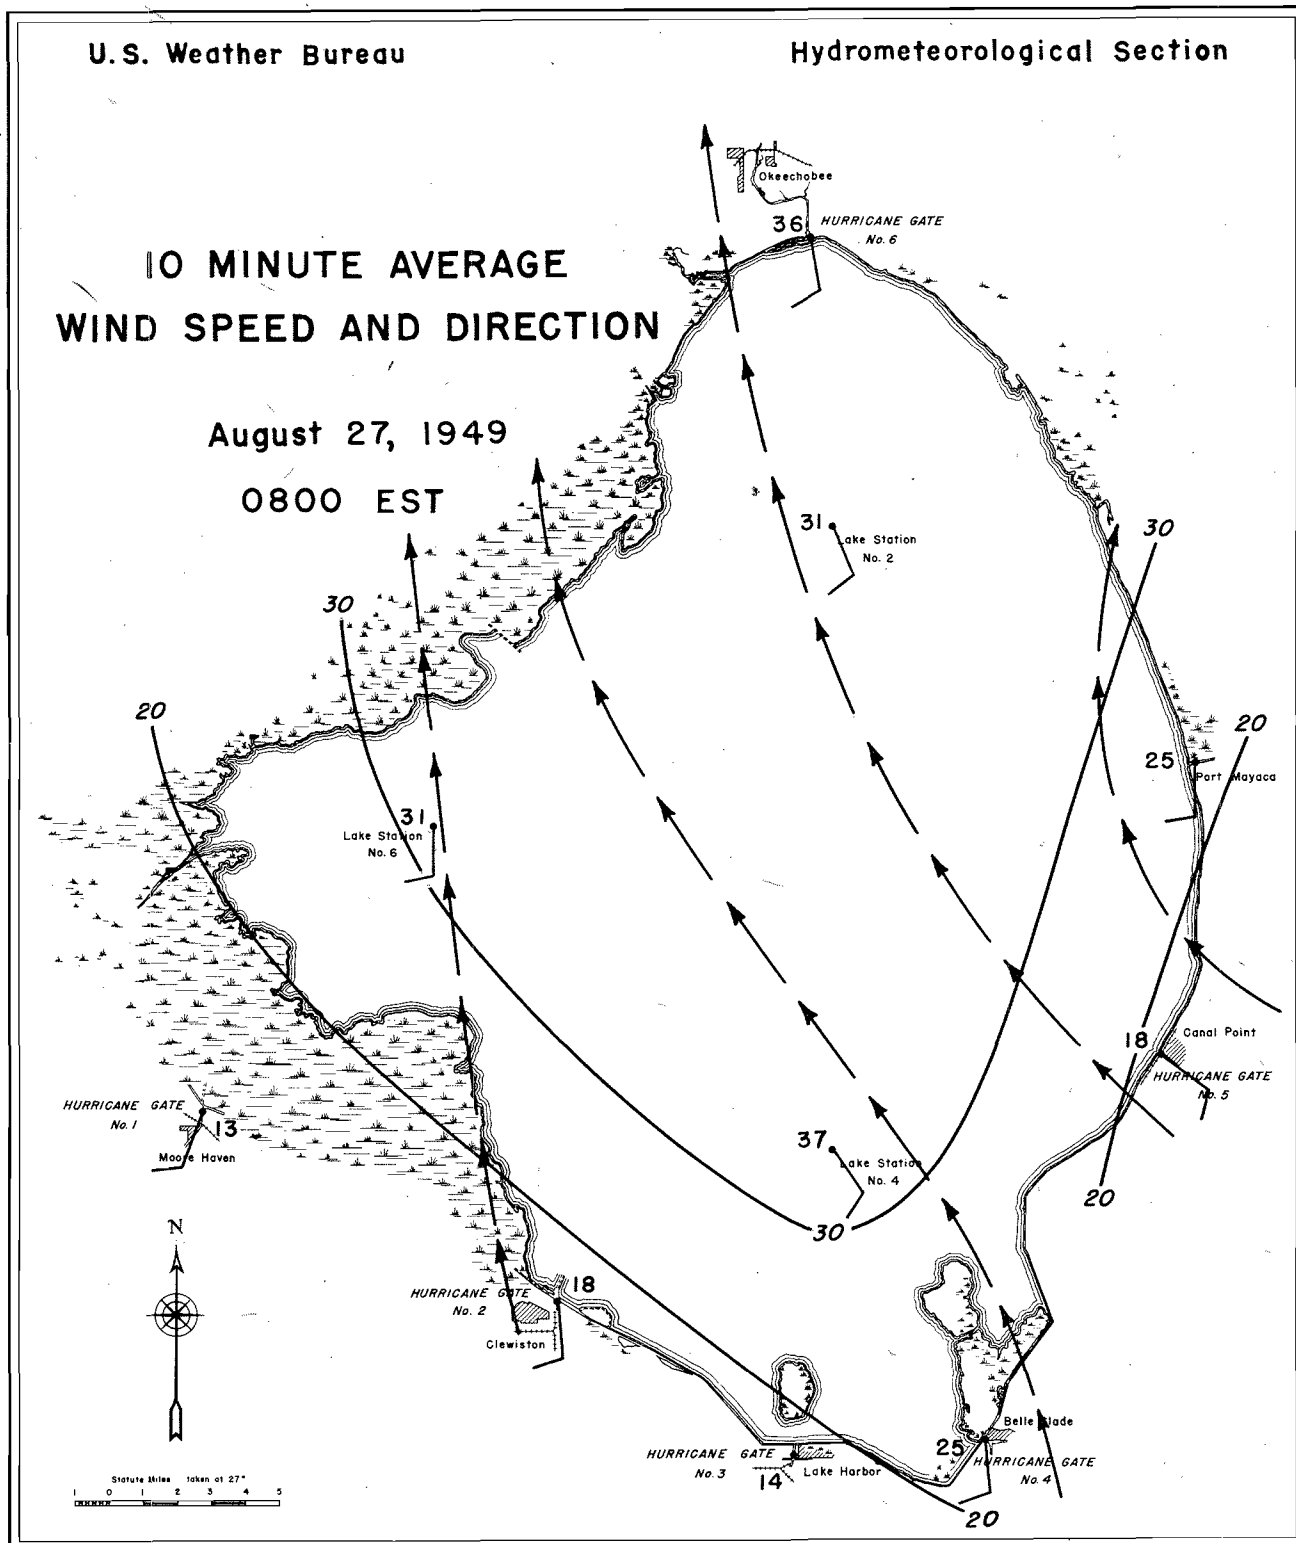 U.S. Weather Bureau
Hydrometeorological Section
10 MINUTE AVERAGE
WIND SPEED AND DIRECTION
August 27, 1949
0800 EST
Okeechobee
36
HURRICANE GATE
No. 6
31
Lake Station
No. 2
30
30
20
20
25
Port Mayaca
31
Lake Station
No. 6
18
Canal Point
HURRICANE GATE
No. 5
HURRICANE GATE
No. 1
13
Moore Haven
37
Lake Station
No. 4
20
30
N
HURRICANE GATE
No. 2
18
Clewiston
Belle Glade
25
HURRICANE GATE
No. 4
HURRICANE GATE
No. 3
14
Lake Harbor
20
Statute Miles taken at 27°
1 0 1 2 3 4 5